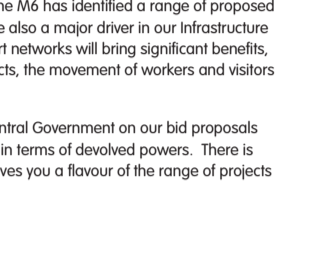 he M6 has identified a range of proposed
e also a major driver in our Infrastructure
rt networks will bring significant benefits,
cts, the movement of workers and visitors
ntral Government on our bid proposals
in terms of devolved powers. There is
ves you a flavour of the range of projects